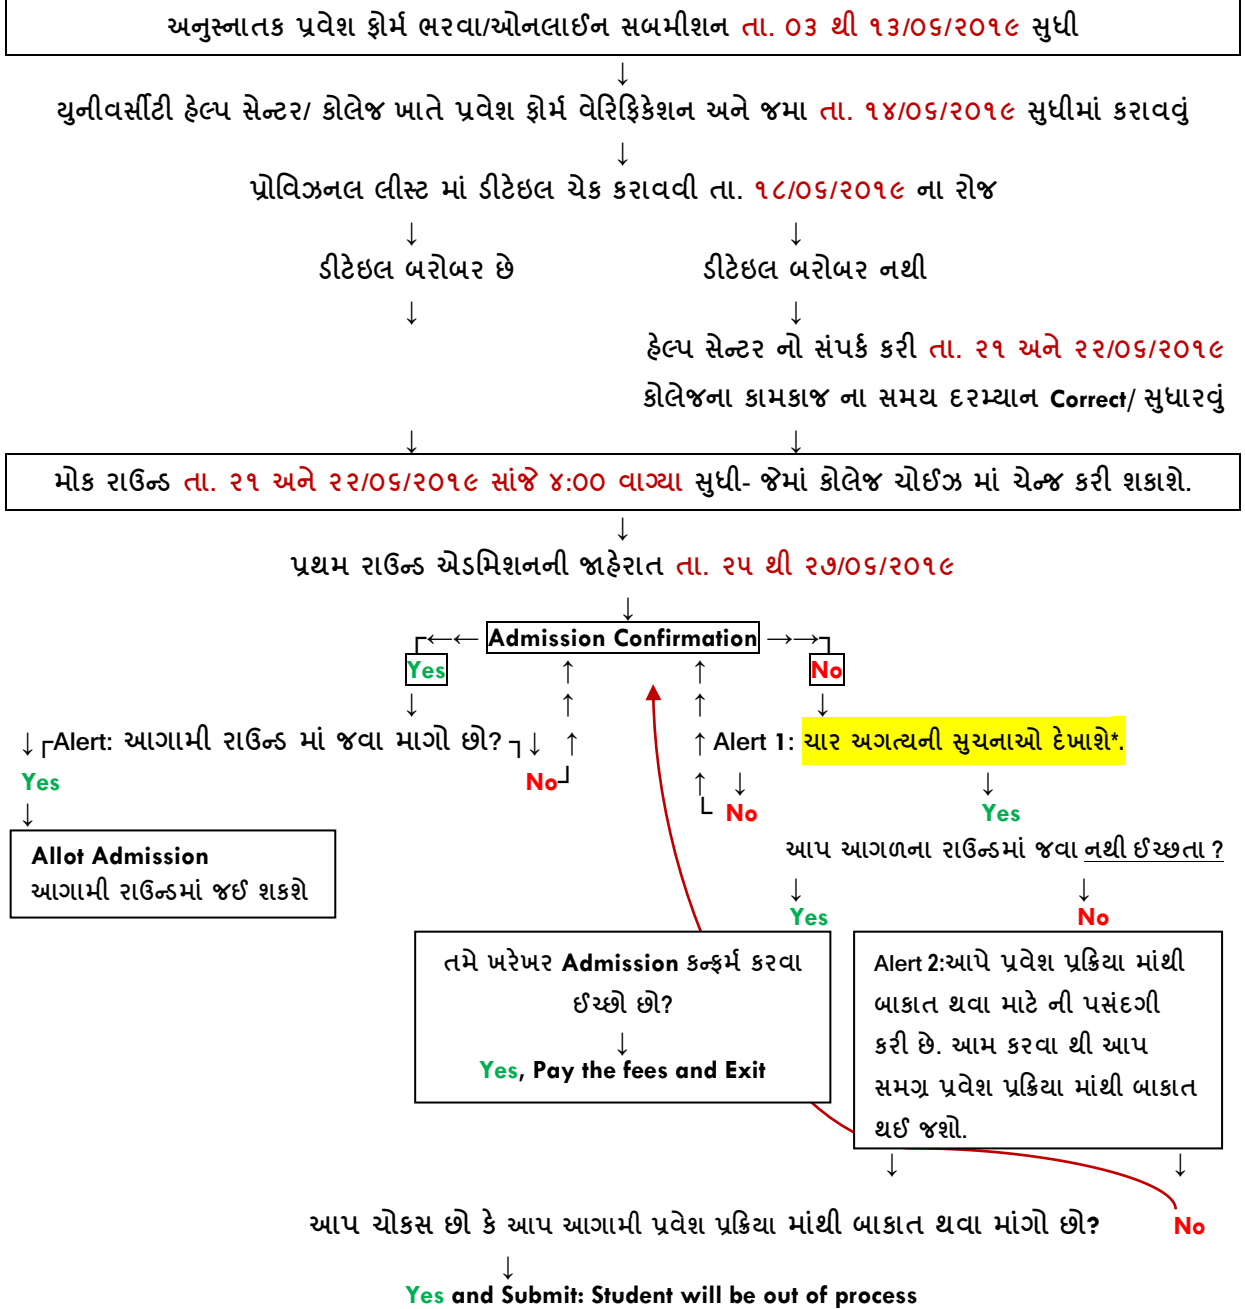 અનુસ્નાતક પ્રવેશ ફોર્મ ભરવા/ઓનલાઈન સબમીશન તા. ૦૩ થી ૧૩/૦૬/૨૦૧૯ સુધી
↓
યુનીવર્સીટી હેલ્પ સેન્ટર/ કોલેજ ખાતે પ્રવેશ ફોર્મ વેરિફિકેશન અને જમા તા. ૧૪/૦૬/૨૦૧૯ સુધીમાં કરાવવું
↓
પ્રોવિઝનલ લીસ્ટ માં ડીટેઇલ ચેક કરાવવી તા. ૧૮/૦૬/૨૦૧૯ ના રોજ
↓ ↓
ડીટેઇલ બરોબર છે ડીટેઇલ બરોબર નથી
↓ ↓
હેલ્પ સેન્ટર નો સંપર્ક કરી તા. ૨૧ અને ૨૨/૦૬/૨૦૧૯
કોલેજના કામકાજ ના સમય દરમ્યાન Correct/ સુધારવું
↓ ↓
મોક રાઉન્ડ તા. ૨૧ અને ૨૨/૦૬/૨૦૧૯ સાંજે ૪:૦૦ વાગ્યા સુધી- જેમાં કોલેજ ચોઈઝ માં ચેન્જ કરી શકાશે.
↓
પ્રથમ રાઉન્ડ એડમિશનની જાહેરાત તા. ૨૫ થી ૨૭/૦૬/૨૦૧૯
↓
┌←← Admission Confirmation →→┐
Yes ↑ ↑ No
↓ ↑ ↑ ↓
↓┌Alert: આગામી રાઉન્ડ માં જવા માગો છો?┐↓ ↑ ↑ Alert 1: ચાર અગત્યની સુચનાઓ દેખાશે*.
Yes No┘ ↑ ↓ ↓
↓ └ No Yes
Allot Admission
આગામી રાઉન્ડમાં જઈ શકશે
આપ આગળના રાઉન્ડમાં જવા નથી ઈચ્છતા ?
↓ ↓
Yes No
તમે ખરેખર Admission કન્ફર્મ કરવા
ઈચ્છો છો?
↓
Yes, Pay the fees and Exit
Alert 2:આપે પ્રવેશ પ્રક્રિયા માંથી
બાકાત થવા માટે ની પસંદગી
કરી છે. આમ કરવા થી આપ
સમગ્ર પ્રવેશ પ્રક્રિયા માંથી બાકાત
થઈ જશો.
↓ ↓
આપ ચોકસ છો કે આપ આગામી પ્રવેશ પ્રક્રિયા માંથી બાકાત થવા માંગો છો? No
↓
Yes and Submit: Student will be out of process